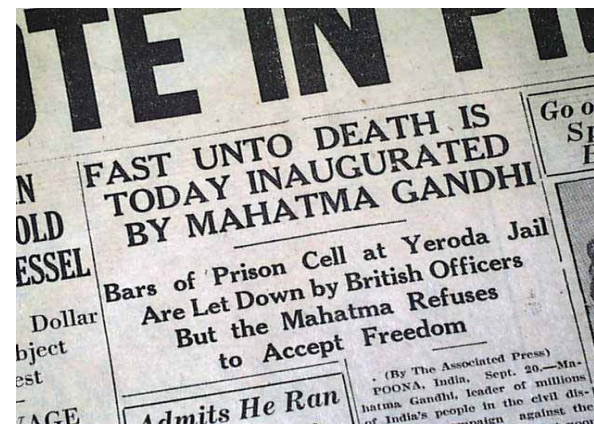 OTE IN
FAST UNTO DEATH IS
TODAY INAUGURATED
BY MAHATMA GANDHI
Bars of Prison Cell at Yeroda Jail
Are Let Down by British Officers
But the Mahatma Refuses
to Accept Freedom
. (By The Associated Press)
POONA, India, Sept. 20.—Ma-
hatma Gandhi, leader of millions
of India's people in the civil dis-
against the
N
OLD
ESSEL
Dollar
bject
est
AGE
Admits He Ran
Go o